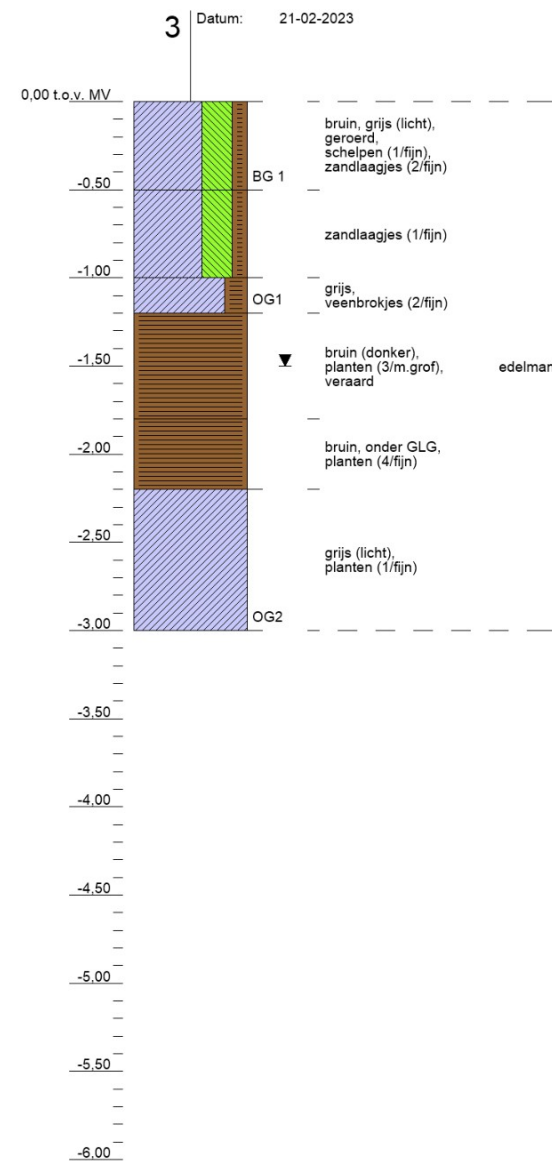 3
Datum: 21-02-2023
0,00 t.o.v. MV
bruin, grijs (licht),
geroerd,
schelpen (1/fijn),
zandlaagjes (2/fijn)
BG 1
-0,50
zandlaagjes (1/fijn)
-1,00
grijs,
veenbrokjes (2/fijn)
OG1
bruin (donker),
planten (3/m.grof),
veraard
-1,50
edelman
bruin, onder GLG,
planten (4/fijn)
-2,00
-2,50
grijs (licht),
planten (1/fijn)
OG2
-3,00
-3,50
-4,00
-4,50
-5,00
-5,50
-6,00